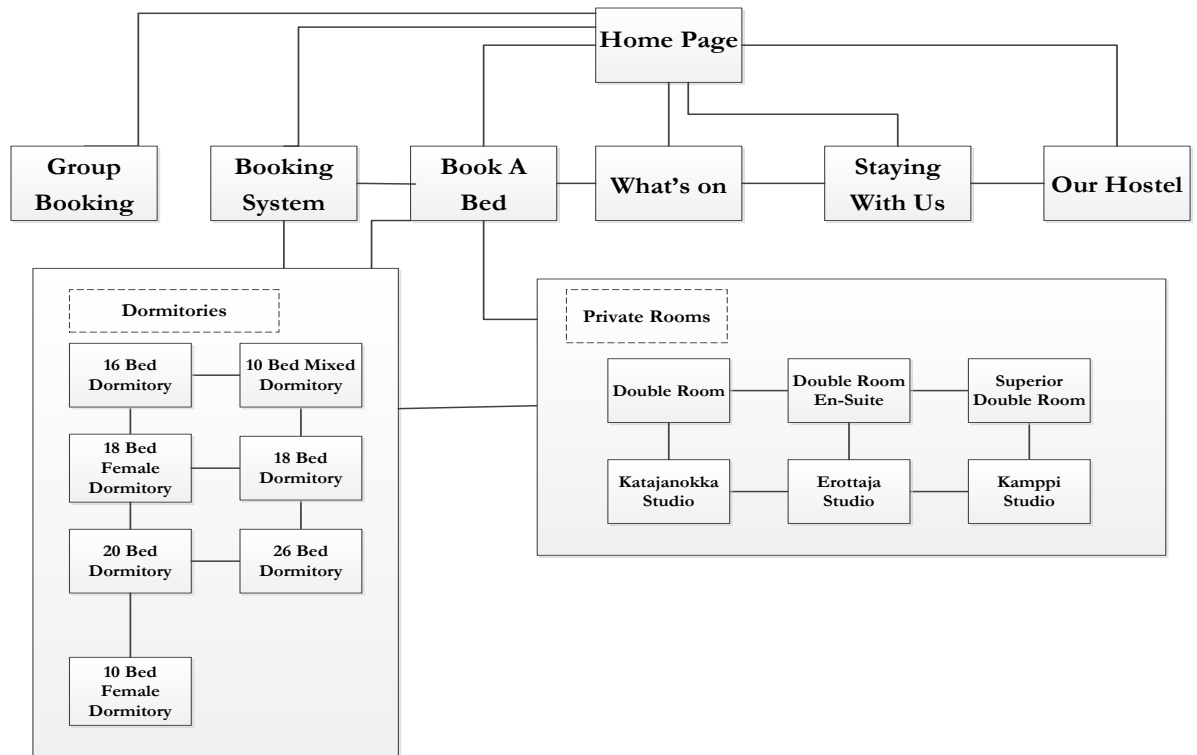 Home Page
Group
Booking
Booking
System
Book A
Bed
What's on
Staying
With Us
Our Hostel
Dormitories
16 Bed
Dormitory
10 Bed Mixed
Dormitory
18 Bed
Female
Dormitory
18 Bed
Dormitory
20 Bed
Dormitory
26 Bed
Dormitory
10 Bed
Female
Dormitory
Private Rooms
Double Room
Double Room
En-Suite
Superior
Double Room
Katajanokka
Studio
Erottaja
Studio
Kamppi
Studio